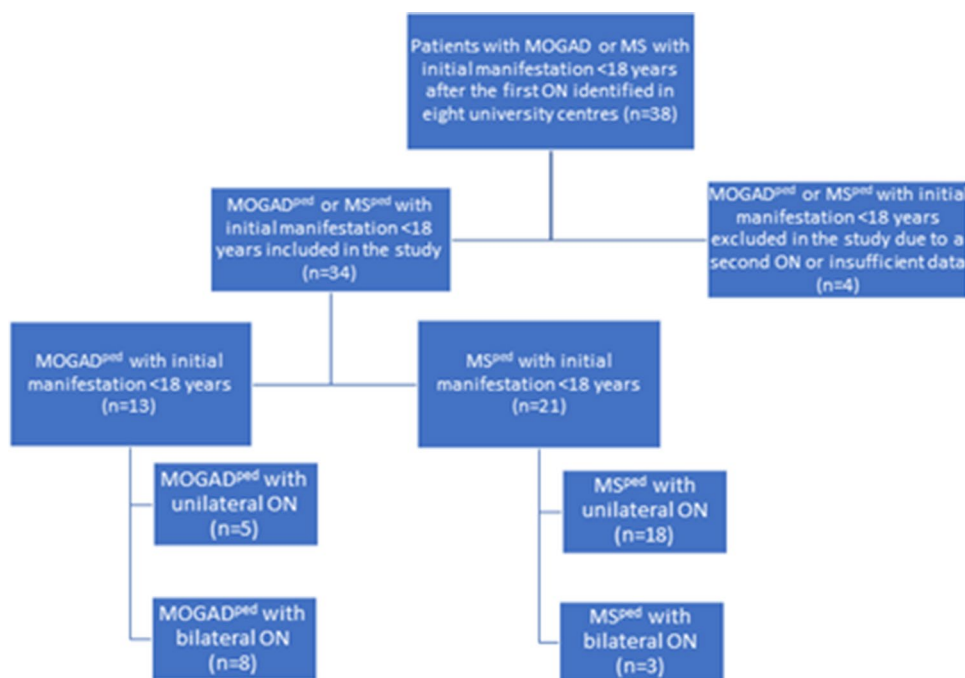 Patients with MOGAD or MS with
initial manifestation <18 years
after the first ON identified in
eight university centres (n=38)
MOGADᵖᵉᵈ or MSᵖᵉᵈ with
initial manifestation <18
years included in the study
(n=34)
MOGADᵖᵉᵈ or MSᵖᵉᵈ with initial
manifestation <18 years
excluded in the study due to a
second ON or insufficient data
(n=4)
MOGADᵖᵉᵈ with initial
manifestation <18 years
(n=13)
MSᵖᵉᵈ with initial
manifestation <18 years
(n=21)
MOGADᵖᵉᵈ with
unilateral ON
(n=5)
MSᵖᵉᵈ with
unilateral ON
(n=18)
MOGADᵖᵉᵈ with
bilateral ON
(n=8)
MSᵖᵉᵈ with
bilateral ON
(n=3)